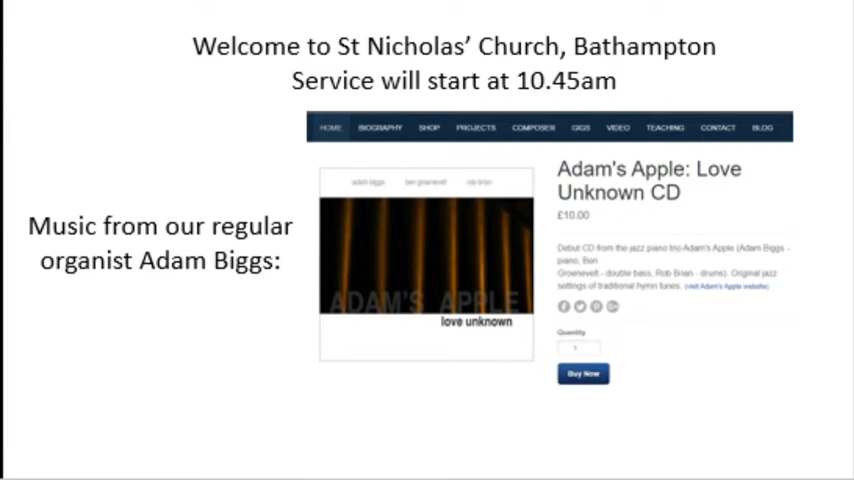 Welcome to St Nicholas' Church, Bathampton
Service will start at 10.45am
HOME BIOGRAPHY SHOP PROJECTS COMPOSER GIGS VIDEO TEACHING CONTACT BLOG
Music from our regular
organist Adam Biggs:
adam biggs ben groenevelt rob brian
ADAM'S APPLE
love unknown
Adam's Apple: Love
Unknown CD
£10.00
Debut CD from the jazz piano trio Adam's Apple (Adam Biggs -
piano, Ben
Groenevelt - double bass, Rob Brian - drums). Original jazz
settings of traditional hymn tunes. (visit Adam's Apple website)
Quantity
1
Buy Now